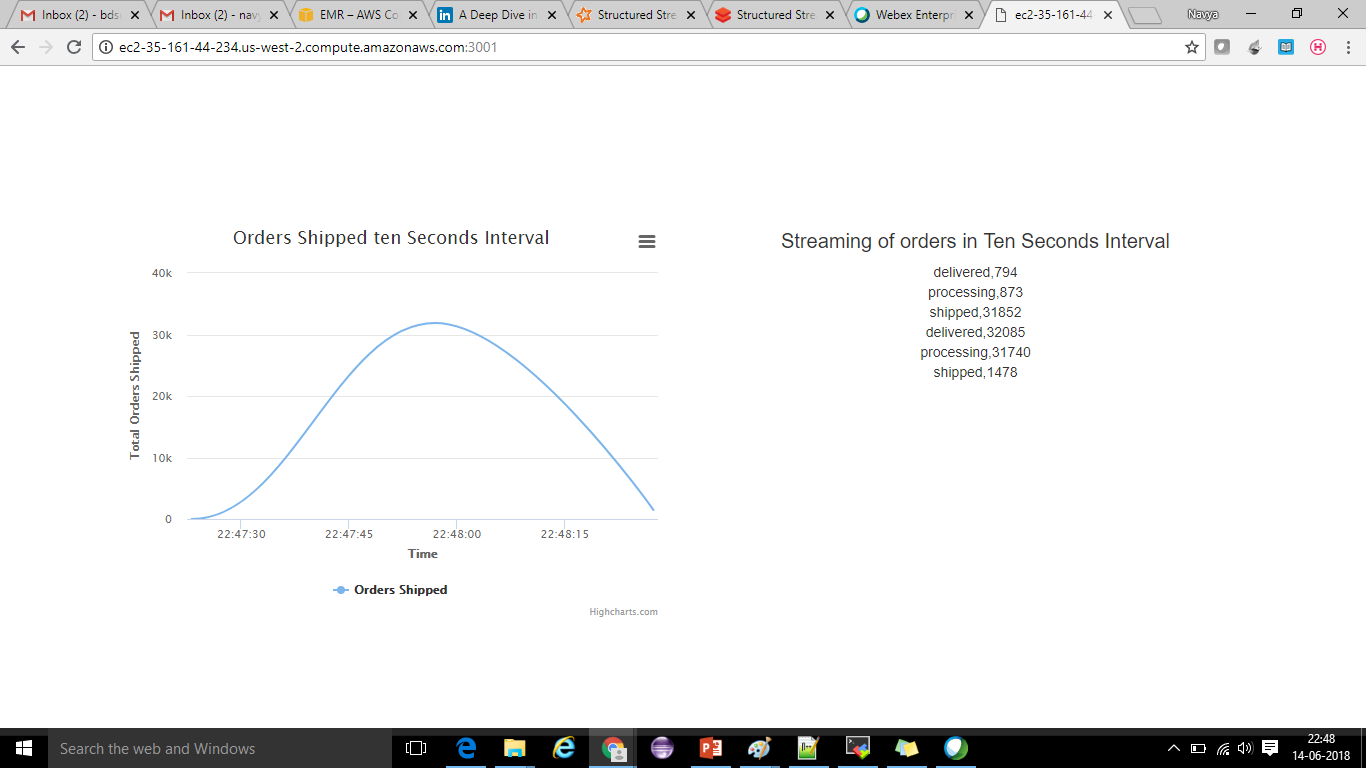 Inbox (2) - bds
Inbox (2) - nav
EMR – AWS Co
A Deep Dive in
Structured Stre
Structured Stre
Webex Enterpr
ec2-35-161-44
Navya
ec2-35-161-44-234.us-west-2.compute.amazonaws.com:3001
Orders Shipped ten Seconds Interval
40k
30k
20k
10k
0
Total Orders Shipped
22:47:30
22:47:45
22:48:00
22:48:15
Time
Orders Shipped
Highcharts.com
Streaming of orders in Ten Seconds Interval
delivered,794
processing,873
shipped,31852
delivered,32085
processing,31740
shipped,1478
Search the web and Windows
22:48
14-06-2018